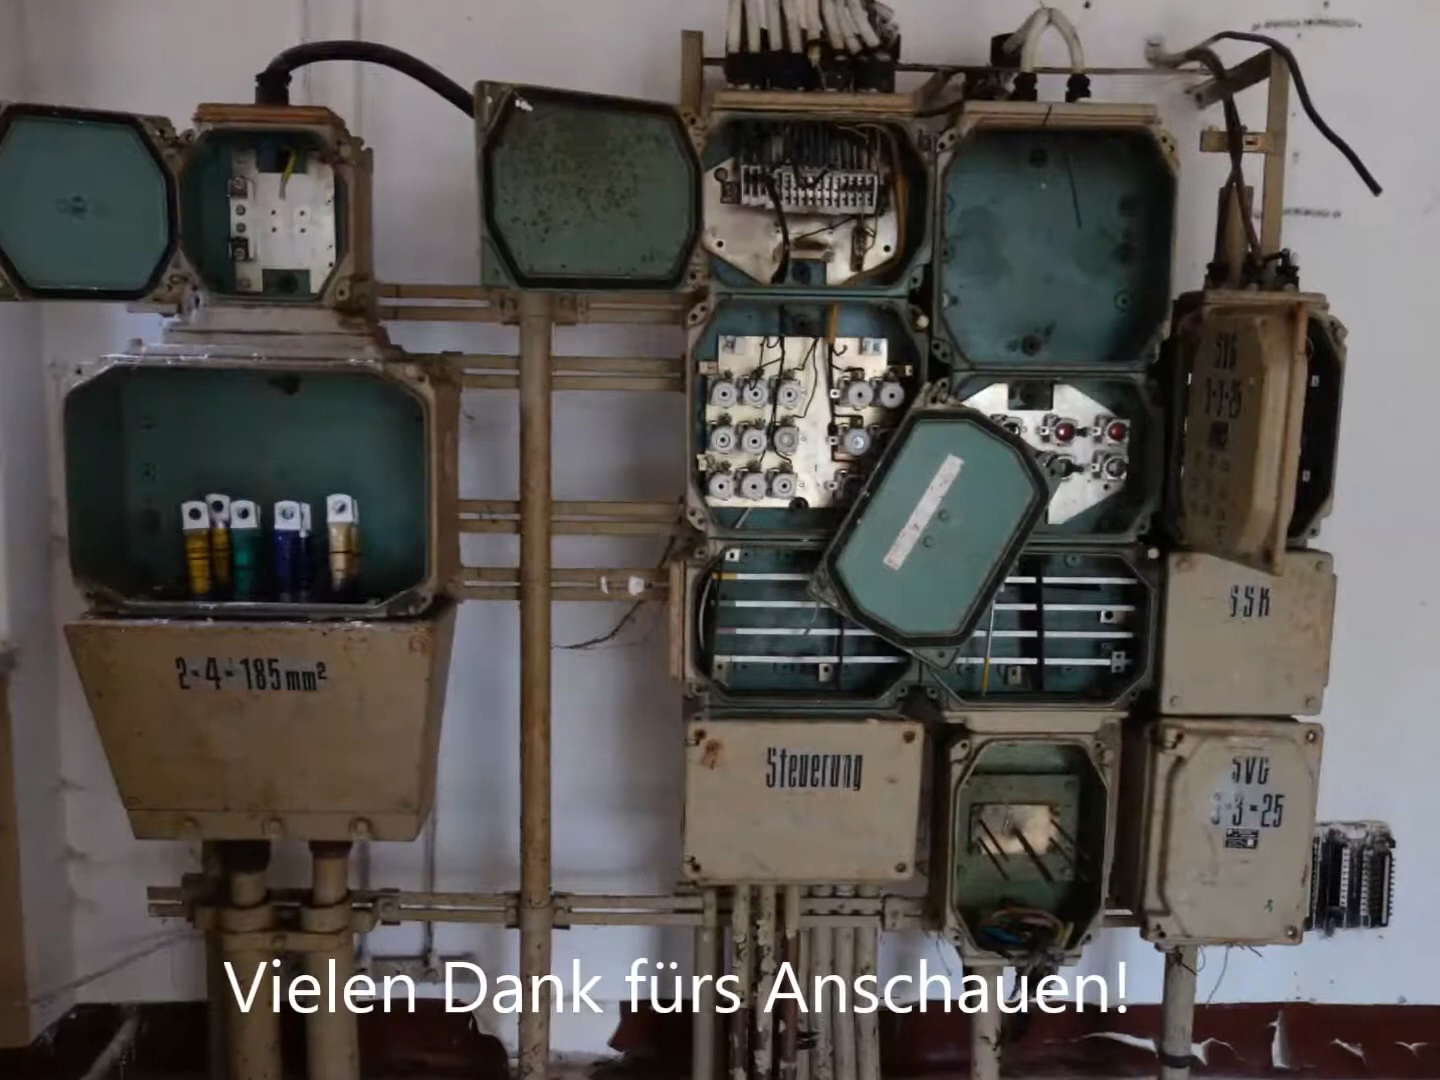 2·4·185mm²
SSK
Steuerung
SVG
3·3·25
Vielen Dank fürs Anschauen!